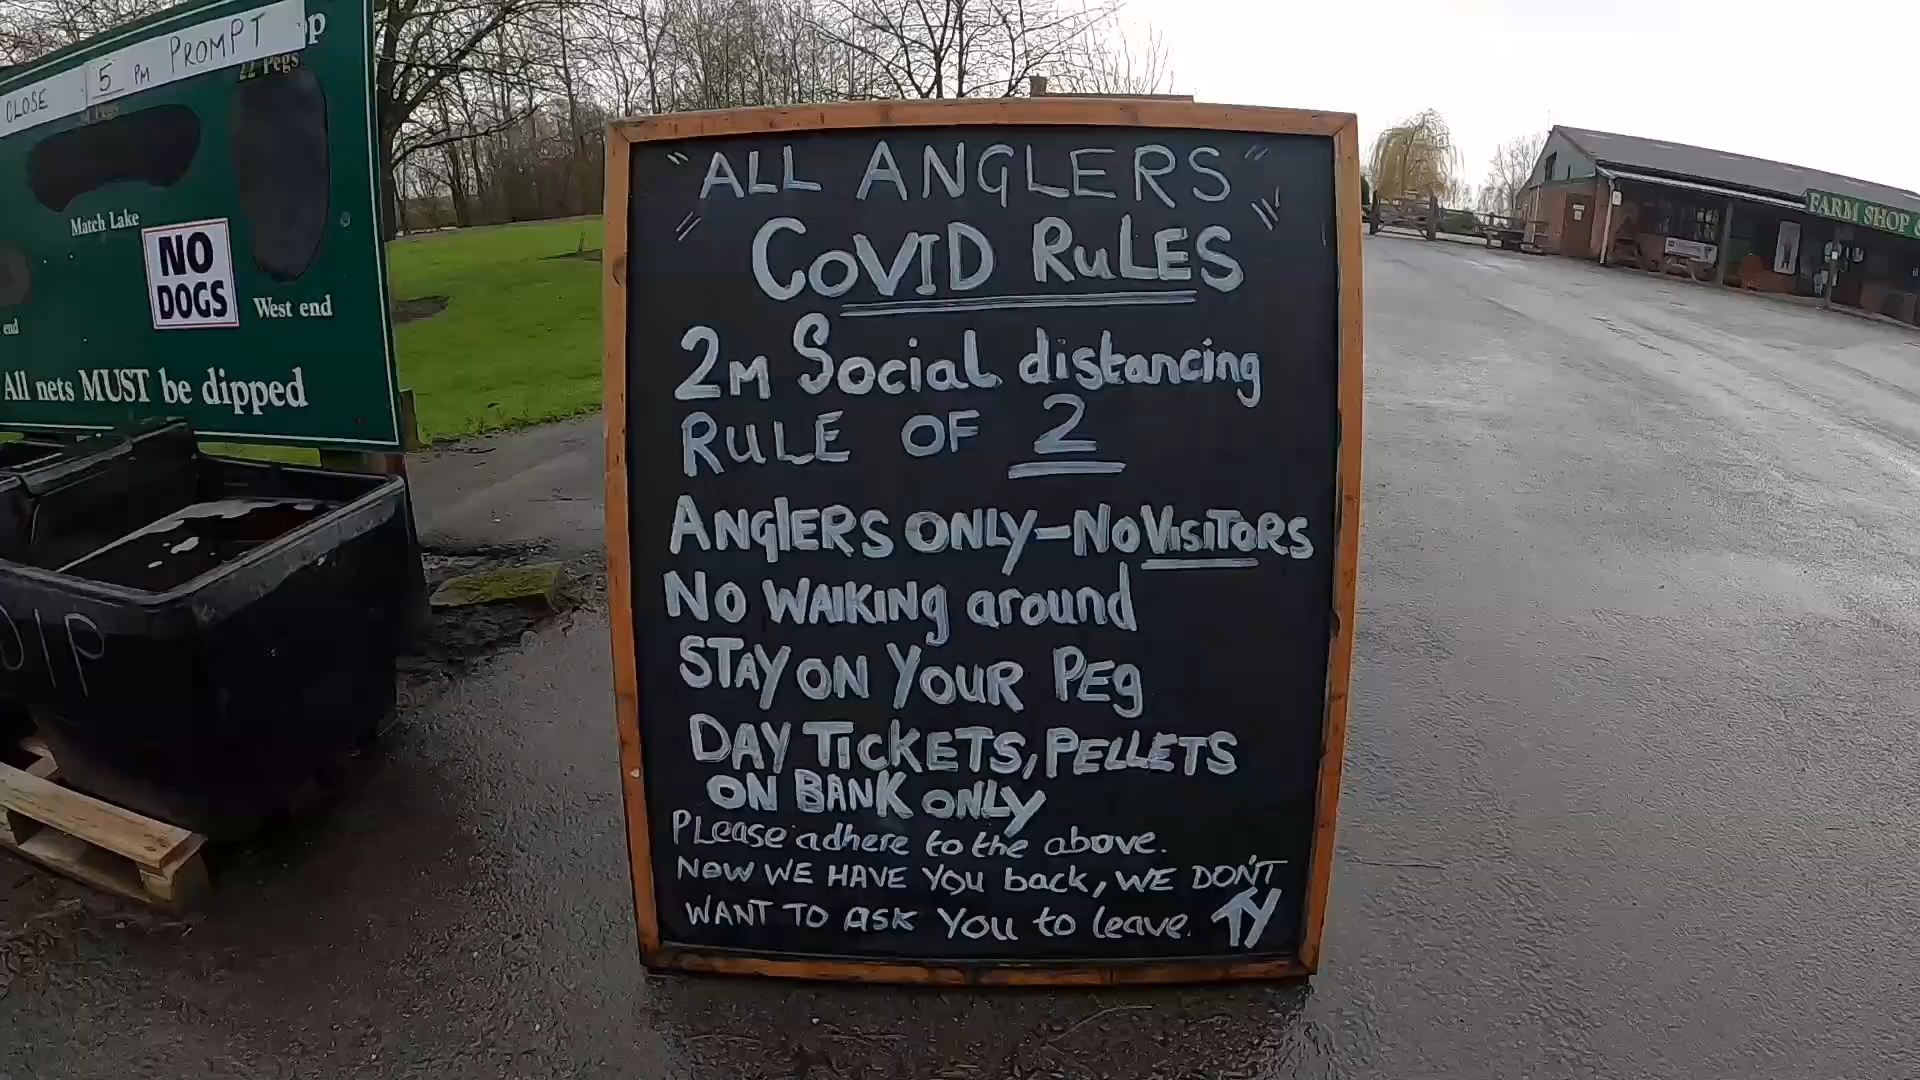 CLOSE 5 PM PROMPT
22 Pegs
Match Lake
NO
DOGS
West end
end
All nets MUST be dipped
DIP
"ALL ANGLERS"
"COVID RULES"
2M Social distancing
RULE OF 2
ANGLERS ONLY-NO VISITORS
NO WALKING around
STAY ON YOUR PEG
DAY TICKETS, PELLETS
ON BANK ONLY
PLease adhere to the above.
NOW WE HAVE YOU back, WE DON'T
WANT TO ASK YOU to leave. TY
FARM SHOP